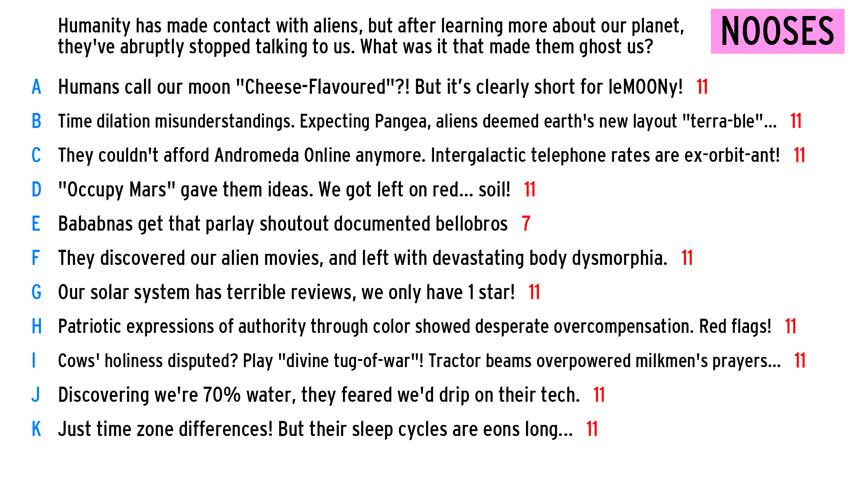 Humanity has made contact with aliens, but after learning more about our planet,
they've abruptly stopped talking to us. What was it that made them ghost us?
NOOSES
A Humans call our moon "Cheese-Flavoured"?! But it's clearly short for leMOONy! 11
B Time dilation misunderstandings. Expecting Pangea, aliens deemed earth's new layout "terra-ble"... 11
C They couldn't afford Andromeda Online anymore. Intergalactic telephone rates are ex-orbit-ant! 11
D "Occupy Mars" gave them ideas. We got left on red... soil! 11
E Bababnas get that parlay shoutout documented bellobros 7
F They discovered our alien movies, and left with devastating body dysmorphia. 11
G Our solar system has terrible reviews, we only have 1 star! 11
H Patriotic expressions of authority through color showed desperate overcompensation. Red flags! 11
I Cows' holiness disputed? Play "divine tug-of-war"! Tractor beams overpowered milkmen's prayers... 11
J Discovering we're 70% water, they feared we'd drip on their tech. 11
K Just time zone differences! But their sleep cycles are eons long... 11